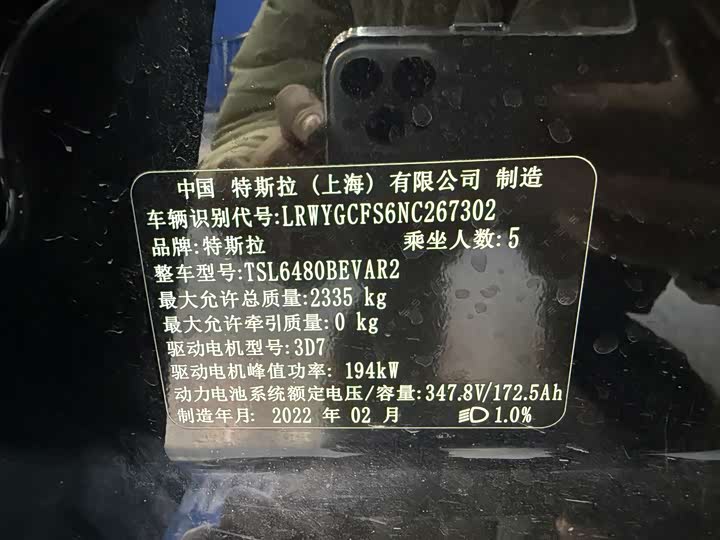 中国 特斯拉 (上海) 有限公司 制造
车辆识别代号:LRWYGCFS6NC267302
品牌:特斯拉 乘坐人数:5
整车型号:TSL6480BEVAR2
最大允许总质量:2335 kg
最大允许牵引质量:0 kg
驱动电机型号:3D7
驱动电机峰值功率: 194kW
动力电池系统额定电压/容量:347.8V/172.5Ah
制造年月: 2022 年 02 月 1.0%